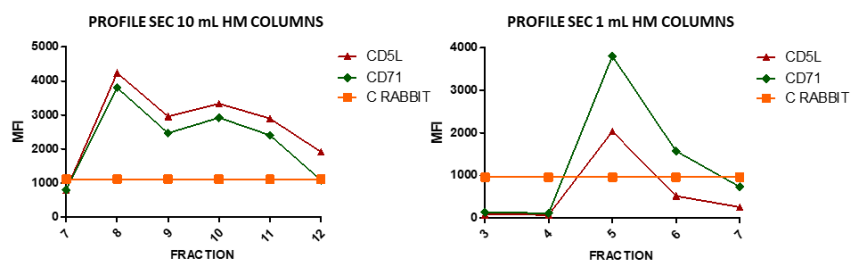 PROFILE SEC 10 mL HM COLUMNS
5000
4000
3000
2000
1000
0
MFI
7
8
9
10
11
12
FRACTION
CD5L
CD71
C RABBIT
PROFILE SEC 1 mL HM COLUMNS
4000
3000
2000
1000
0
MFI
3
4
5
6
7
FRACTION
CD5L
CD71
C RABBIT